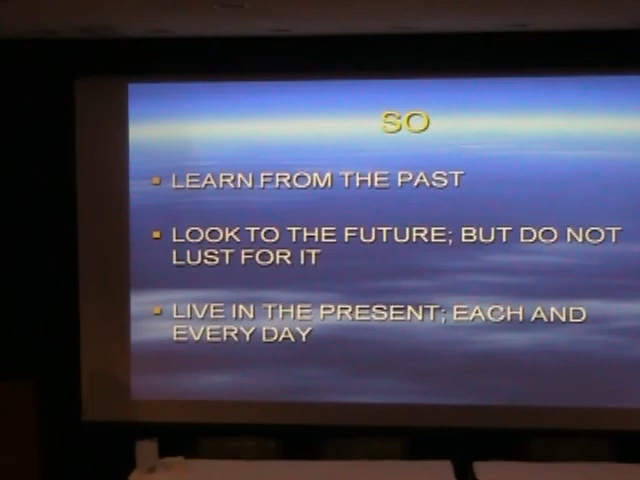 SO
▪ LEARN FROM THE PAST
▪ LOOK TO THE FUTURE; BUT DO NOT
LUST FOR IT
▪ LIVE IN THE PRESENT; EACH AND
EVERY DAY